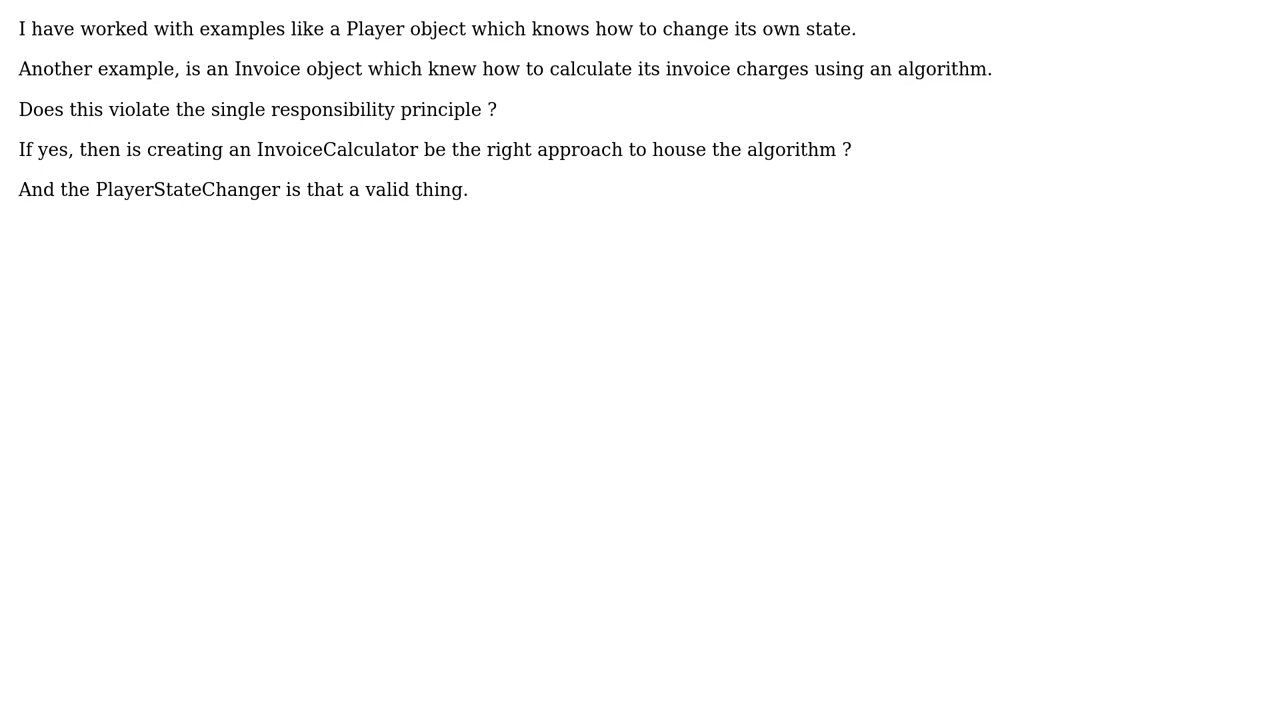 I have worked with examples like a Player object which knows how to change its own state.
Another example, is an Invoice object which knew how to calculate its invoice charges using an algorithm.
Does this violate the single responsibility principle ?
If yes, then is creating an InvoiceCalculator be the right approach to house the algorithm ?
And the PlayerStateChanger is that a valid thing.